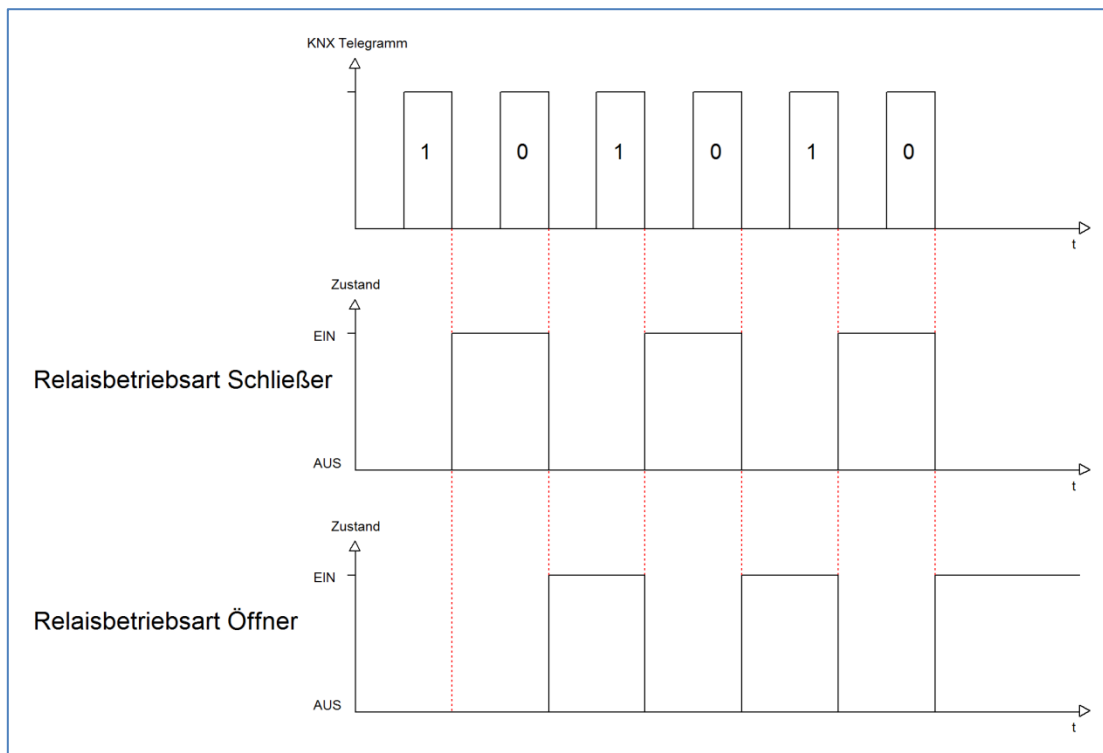 KNX Telegramm
1 0 1 0 1 0
t
Zustand
EIN
Relaisbetriebsart Schließer
AUS
t
Zustand
EIN
Relaisbetriebsart Öffner
AUS
t